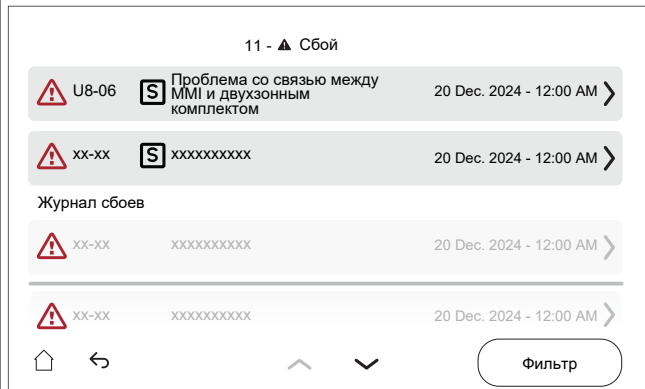 11 - Сбой
U8-06 S Проблема со связью между
MMI и двухзонным
комплектом
20 Dec. 2024 - 12:00 AM
xx-xx S xxxxxxxxxx 20 Dec. 2024 - 12:00 AM
Журнал сбоев
xx-xx xxxxxxxxxx 20 Dec. 2024 - 12:00 AM
xx-xx xxxxxxxxxx 20 Dec. 2024 - 12:00 AM
Фильтр